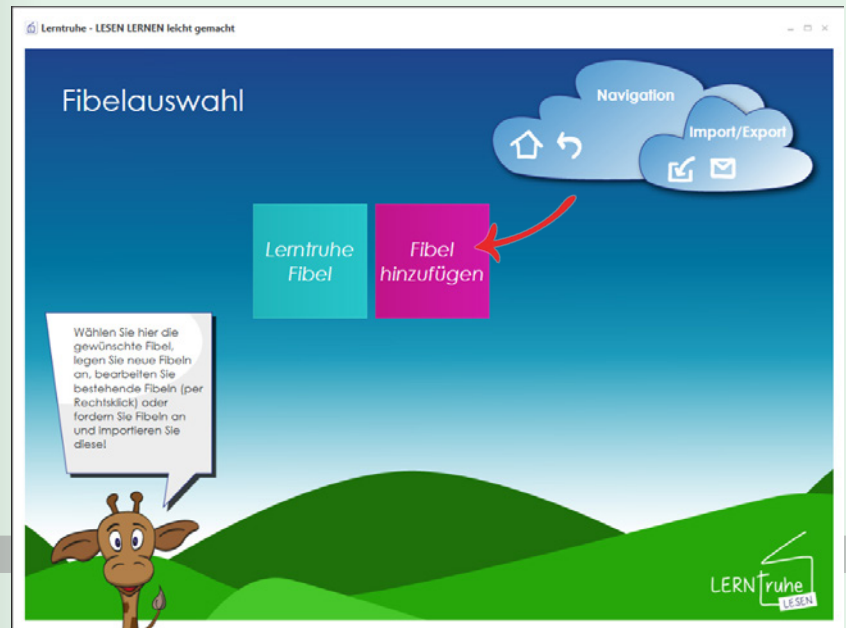 Lerntruhe - LESEN LERNEN leicht gemacht
Fibelauswahl
Navigation
Import/Export
Lerntruhe
Fibel
Fibel
hinzufügen
Wählen Sie hier die
gewünschte Fibel,
legen Sie neue Fibeln
an, bearbeiten Sie
bestehende Fibeln (per
Rechtsklick) oder
fordern Sie Fibeln an
und importieren Sie
diese!
LERNTruhe
LESEN